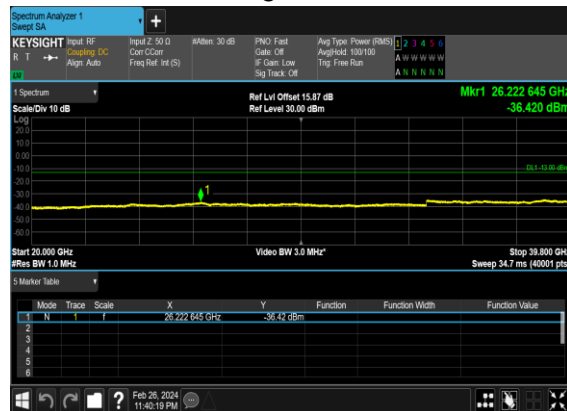 Spectrum Analyzer 1
Swept SA
+
KEYSIGHT Input: RF Input Z: 50 Ω #Atten: 30 dB PNO: Fast Avg Type: Power (RMS) 1 2 3 4 5 6
R T Coupling: DC Corr CCorr Gate: Off Avg|Hold: 100/100 A W W W W W
Align: Auto Freq Ref: Int (S) IF Gain: Low Trig: Free Run
Sig Track: Off A N N N N N
LXI
1 Spectrum Ref Lvl Offset 15.87 dB Mkr1 26.222 645 GHz
Scale/Div 10 dB Ref Level 30.00 dBm -36.420 dBm
Log
20.0
10.0
0.00
-10.0 DL1 -13.00 dBm
-20.0
-30.0 1
-40.0
-50.0
-60.0
Start 20.000 GHz Video BW 3.0 MHz* Stop 39.800 GHz
#Res BW 1.0 MHz Sweep 34.7 ms (40001 pts)
5 Marker Table
Mode Trace Scale X Y Function Function Width Function Value
1 N 1 f 26.222 645 GHz -36.42 dBm
2
3
4
5
6
? Feb 26, 2024
11:40:19 PM